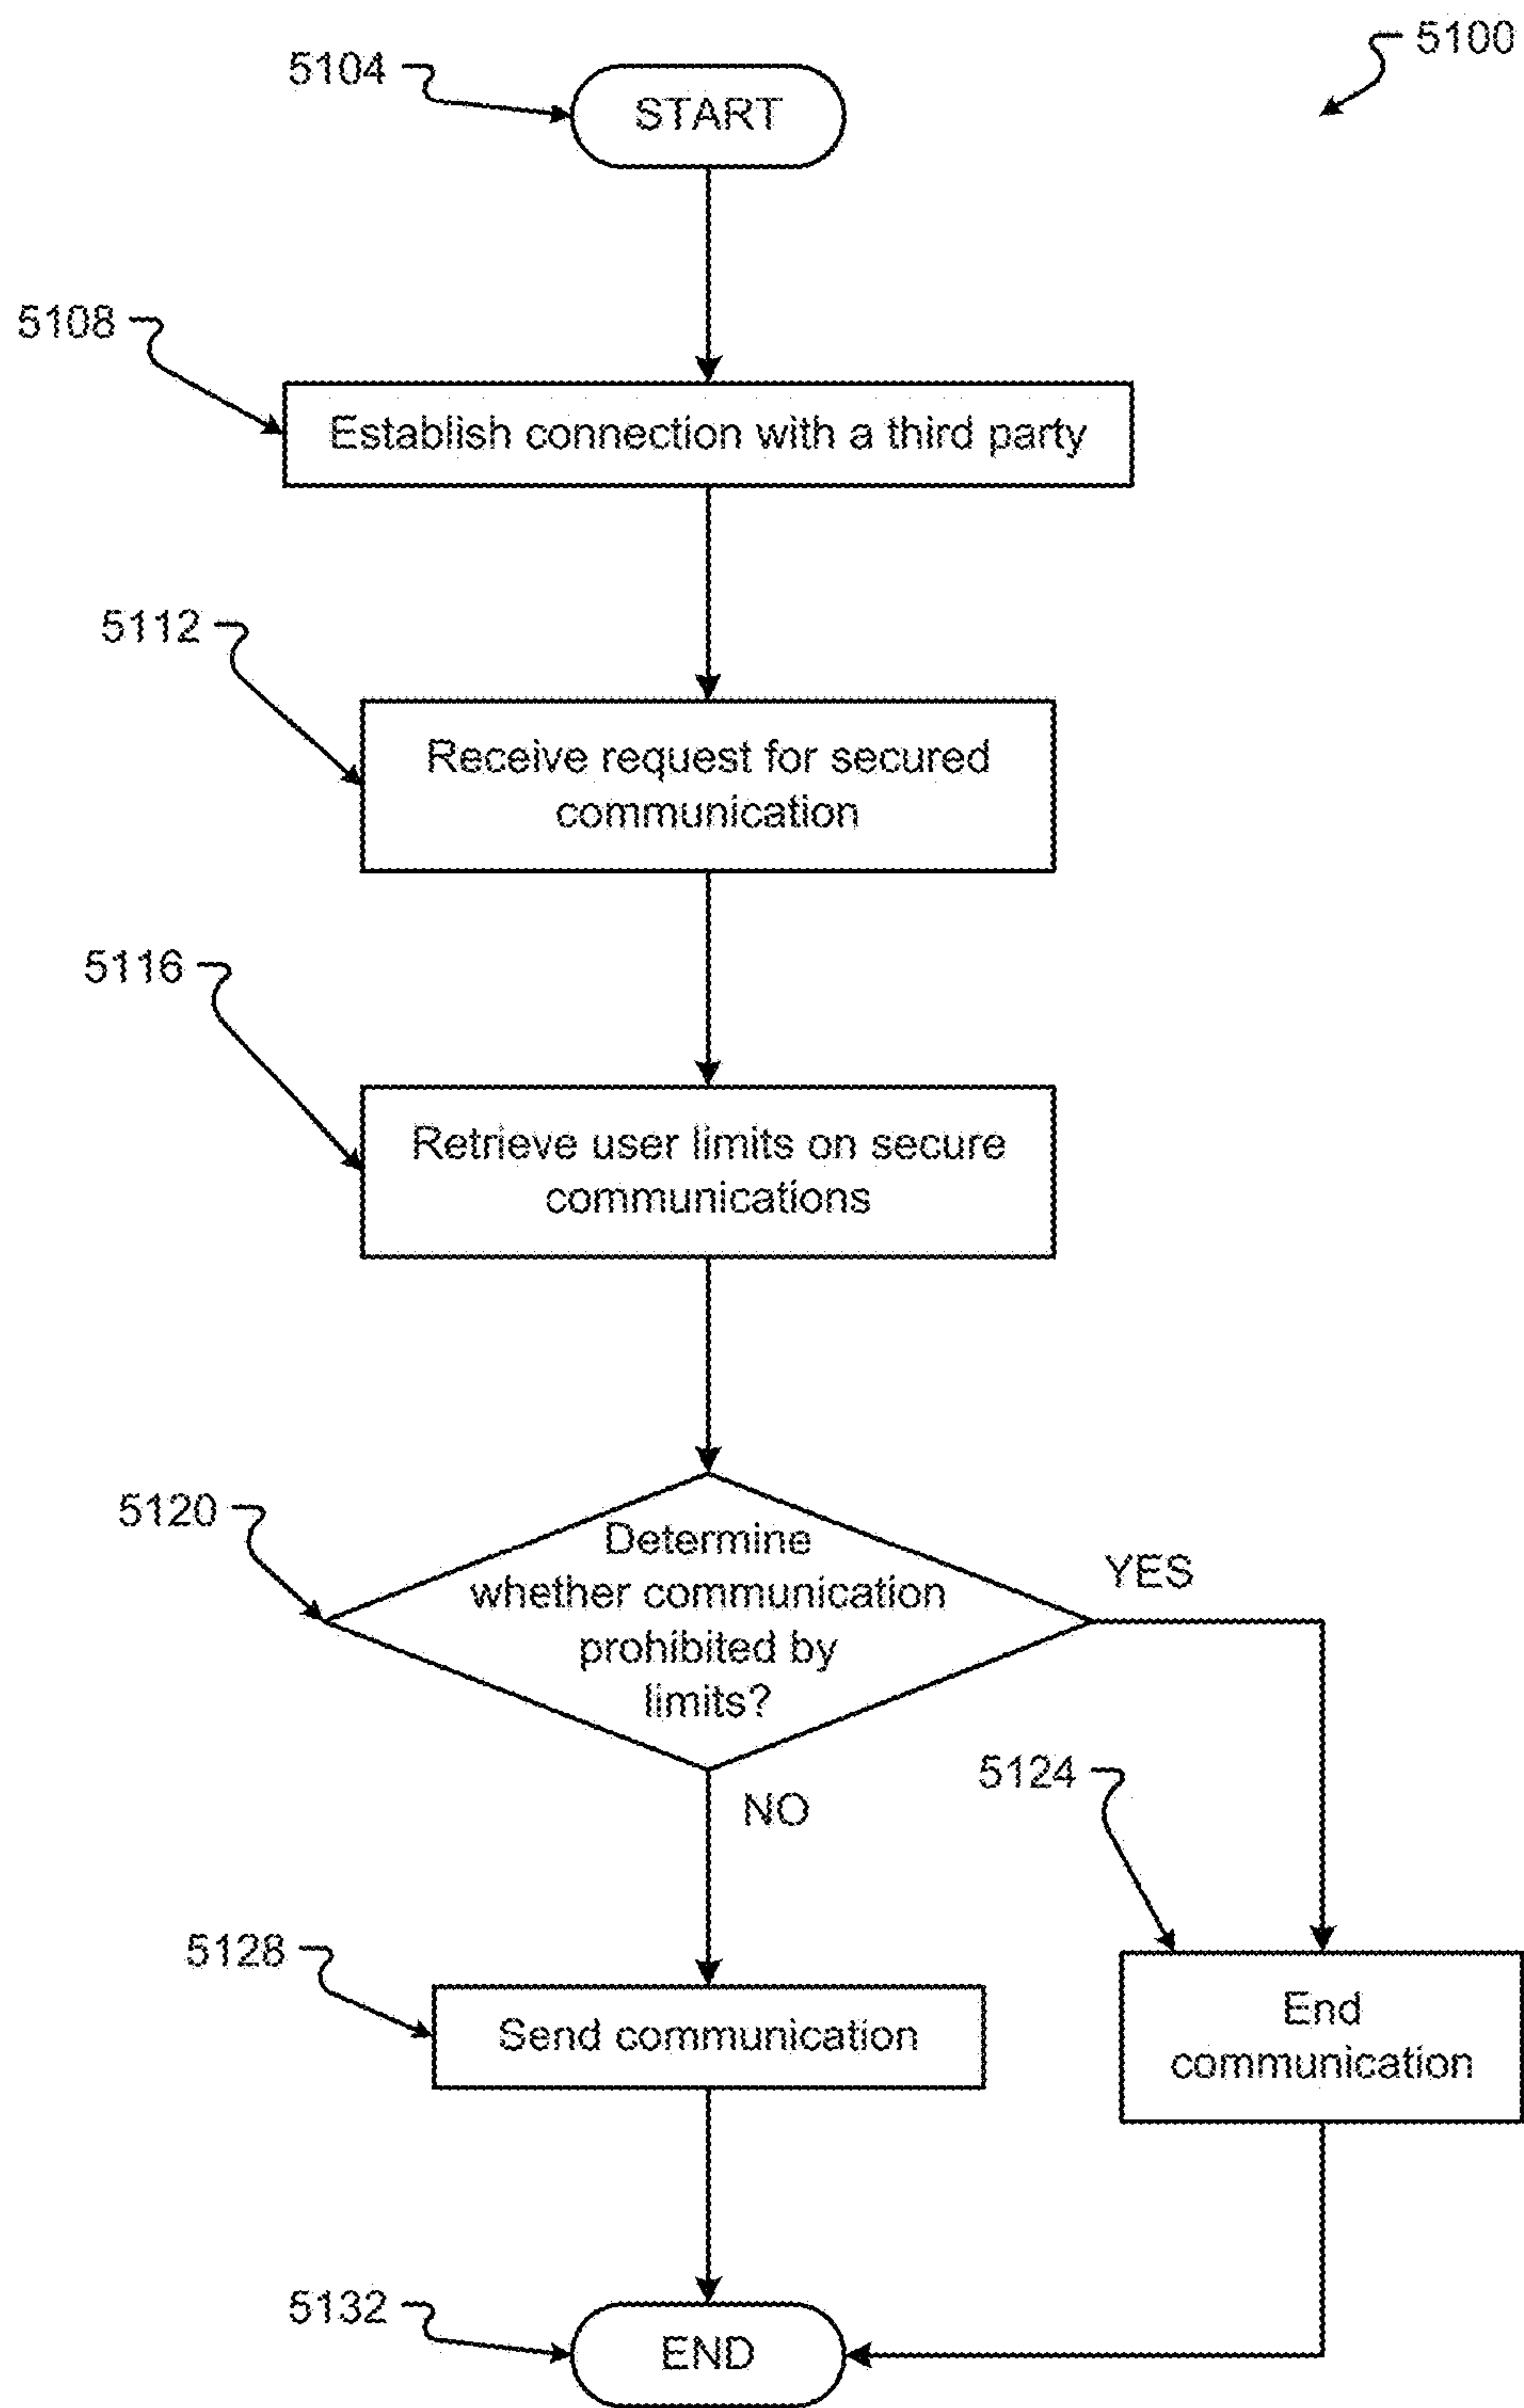 5100
5104
START
5108
Establish connection with a third party
5112
Receive request for secured
communication
5116
Retrieve user limits on secure
communications
5120
Determine
whether communication
prohibited by
limits?
YES
NO
5124
5128
Send communication
End
communication
5132
END